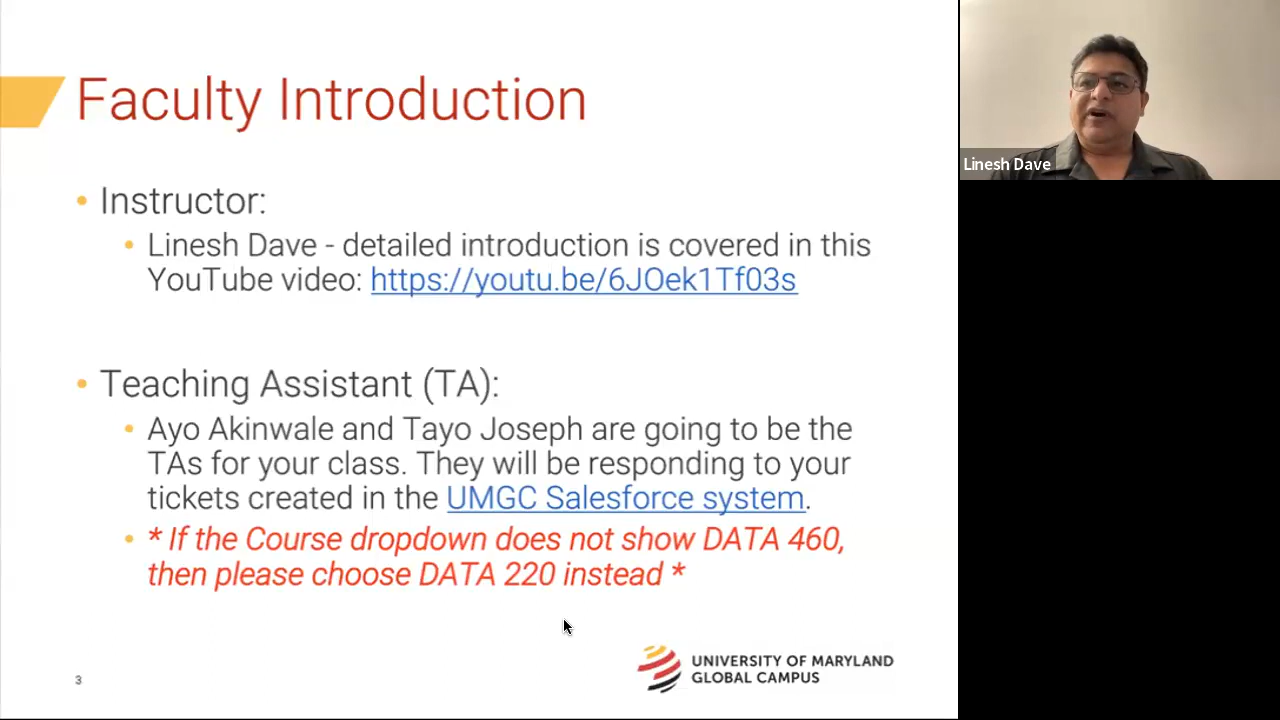 Faculty Introduction
• Instructor:
• Linesh Dave - detailed introduction is covered in this
YouTube video: https://youtu.be/6JOek1Tf03s
• Teaching Assistant (TA):
• Ayo Akinwale and Tayo Joseph are going to be the
TAs for your class. They will be responding to your
tickets created in the UMGC Salesforce system.
• * If the Course dropdown does not show DATA 460,
then please choose DATA 220 instead *
3
UNIVERSITY OF MARYLAND
GLOBAL CAMPUS
Linesh Dave